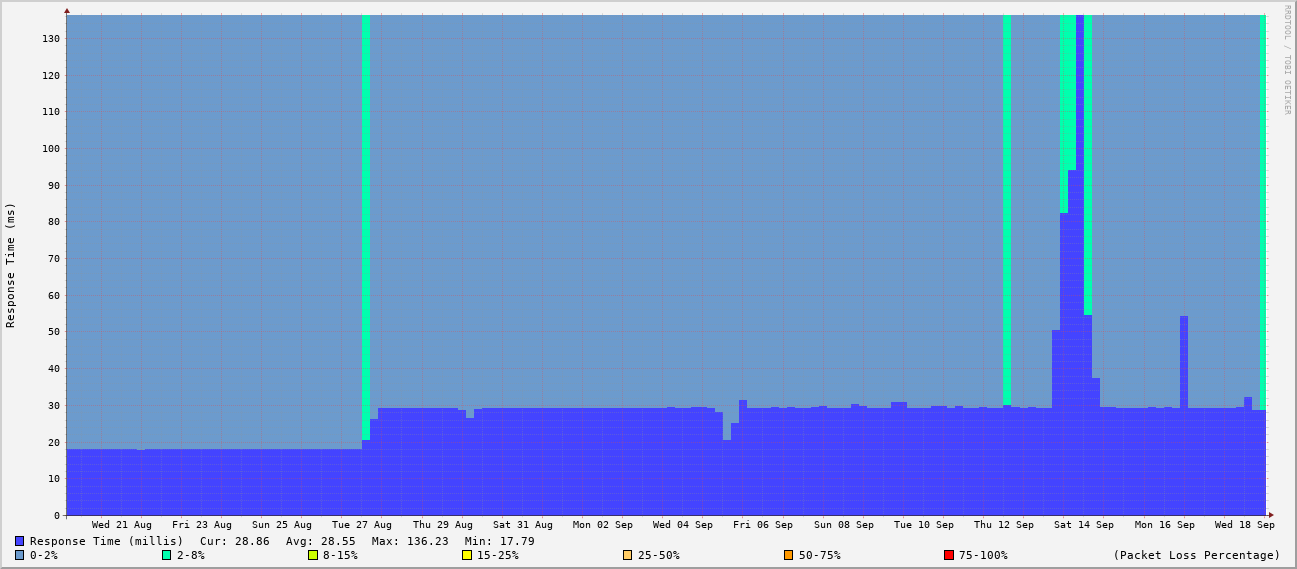 RRDTOOL / TOBI OETIKER
Response Time (ms)
130
120
110
100
90
80
70
60
50
40
30
20
10
0
Wed 21 Aug Fri 23 Aug Sun 25 Aug Tue 27 Aug Thu 29 Aug Sat 31 Aug Mon 02 Sep Wed 04 Sep Fri 06 Sep Sun 08 Sep Tue 10 Sep Thu 12 Sep Sat 14 Sep Mon 16 Sep Wed 18 Sep
Response Time (millis) Cur: 28.86 Avg: 28.55 Max: 136.23 Min: 17.79
0-2% 2-8% 8-15% 15-25% 25-50% 50-75% 75-100% (Packet Loss Percentage)